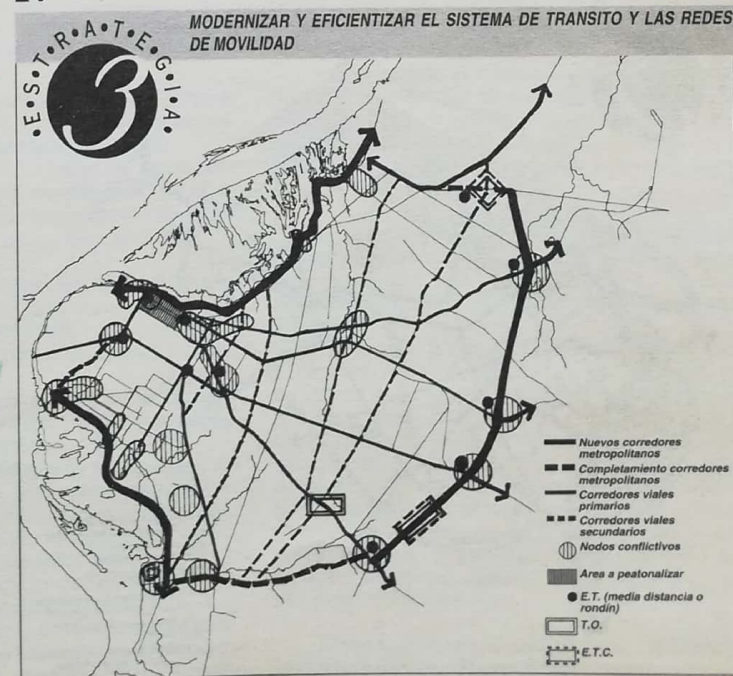 MODERNIZAR Y EFICIENTIZAR EL SISTEMA DE TRANSITO Y LAS REDES
DE MOVILIDAD
E•S•T•R•A•T•E•G•I•A
3
Nuevos corredores
metropolitanos
Completamiento corredores
metropolitanos
Corredores viales
primarios
Corredores viales
secundarios
Nodos conflictivos
Area a peatonalizar
E.T. (media distancia o
rondín)
T.O.
E.T.C.